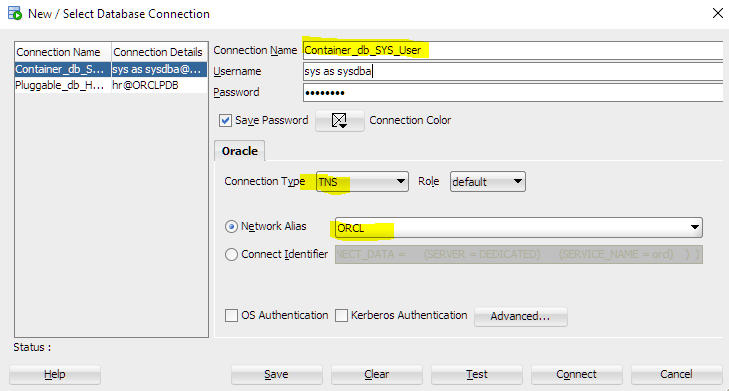 New / Select Database Connection
Connection Name Connection Details
Container_db_S... sys as sysdba@...
Pluggable_db_H... hr@ORCLPDB
Connection Name Container_db_SYS_User
Username sys as sysdba
Password ••••••••
Save Password Connection Color
Oracle
Connection Type TNS Role default
Network Alias ORCL
Connect Identifier NECT_DATA = (SERVER = DEDICATED) (SERVICE_NAME = orcl) ) )
OS Authentication Kerberos Authentication Advanced...
Status :
Help Save Clear Test Connect Cancel